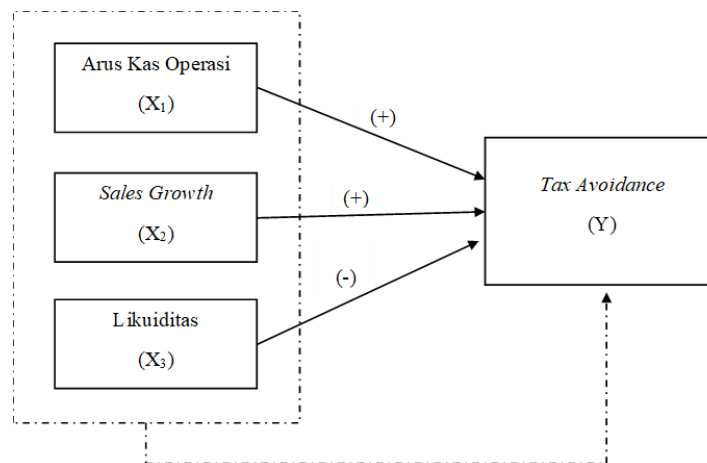 Arus Kas Operasi
(X₁)
(+)
Sales Growth
(X₂)
(+)
Tax Avoidance
(Y)
Likuiditas
(X₃)
(-)